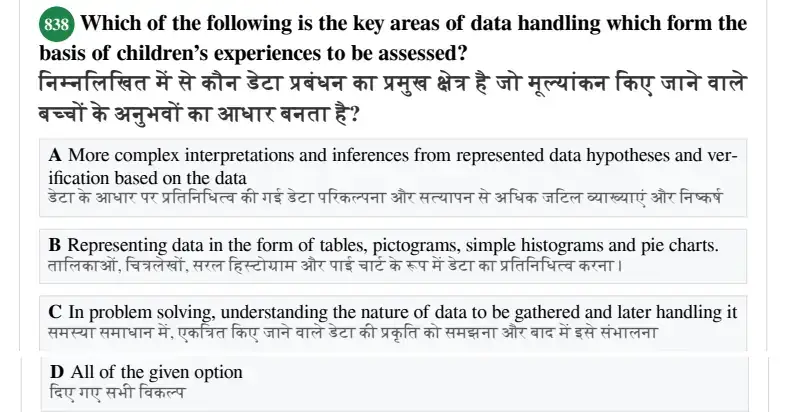 838 Which of the following is the key areas of data handling which form the
basis of children’s experiences to be assessed?
निम्नलिखित में से कौन डेटा प्रबंधन का प्रमुख क्षेत्र है जो मूल्यांकन किए जाने वाले
बच्चों के अनुभवों का आधार बनता है?
A More complex interpretations and inferences from represented data hypotheses and ver-
ification based on the data
डेटा के आधार पर प्रतिनिधित्व की गई डेटा परिकल्पना और सत्यापन से अधिक जटिल व्याख्याएं और निष्कर्ष
B Representing data in the form of tables, pictograms, simple histograms and pie charts.
तालिकाओं, चित्रलेखों, सरल हिस्टोग्राम और पाई चार्ट के रूप में डेटा का प्रतिनिधित्व करना।
C In problem solving, understanding the nature of data to be gathered and later handling it
समस्या समाधान में, एकत्रित किए जाने वाले डेटा की प्रकृति को समझना और बाद में इसे संभालना
D All of the given option
दिए गए सभी विकल्प